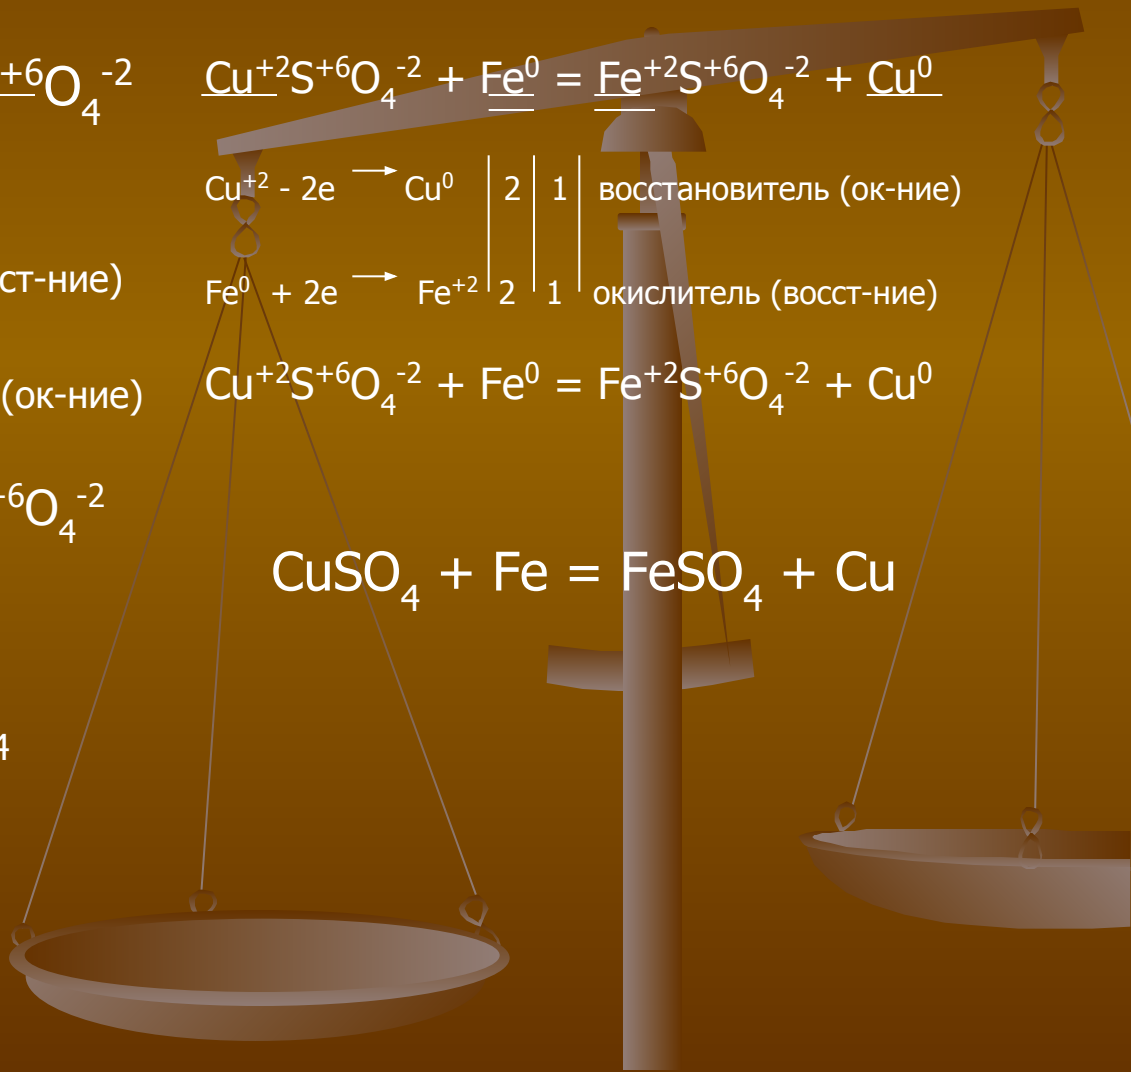 +6O4-2
Cu+2S+6O4-2 + Fe0 = Fe+2S+6O4-2 + Cu0
Cu+2 - 2e → Cu0 | 2 | 1 | восстановитель (ок-ние)
ст-ние)
Fe0 + 2e → Fe+2 | 2 | 1 | окислитель (восст-ние)
(ок-ние)
Cu+2S+6O4-2 + Fe0 = Fe+2S+6O4-2 + Cu0
+6O4-2
CuSO4 + Fe = FeSO4 + Cu
4